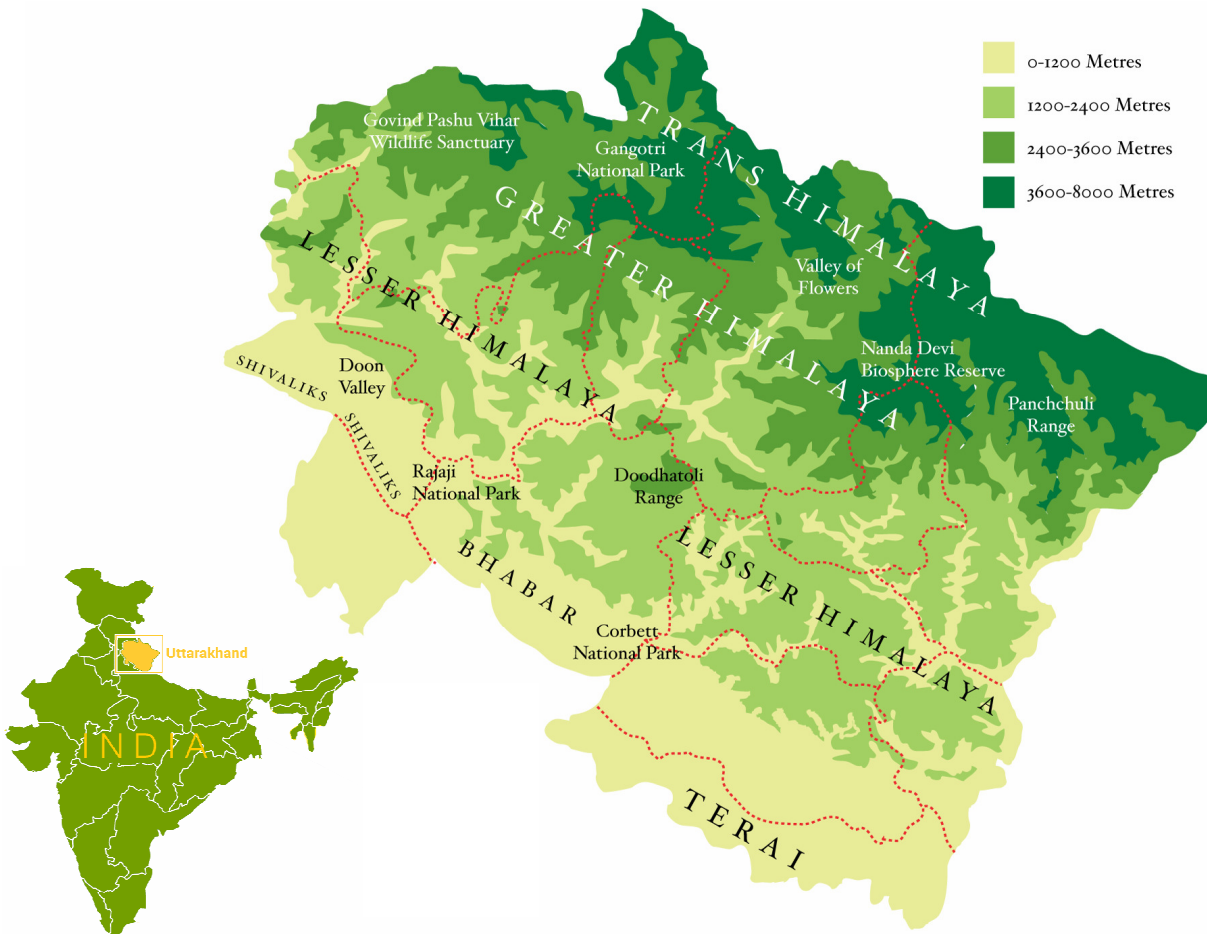 0-1200 Metres
1200-2400 Metres
2400-3600 Metres
3600-8000 Metres
TRANS HIMALAYA
Govind Pashu Vihar
Wildlife Sanctuary
Gangotri
National Park
GREATER HIMALAYA
LESSER HIMALAYA
Valley of
Flowers
Nanda Devi
Biosphere Reserve
Panchchuli
Range
SHIVALIKS
Doon
Valley
SHIVALIKS
Rajaji
National Park
Doodhatoli
Range
LESSER HIMALAYA
BHABAR
Corbett
National Park
TERAI
Uttarakhand
INDIA